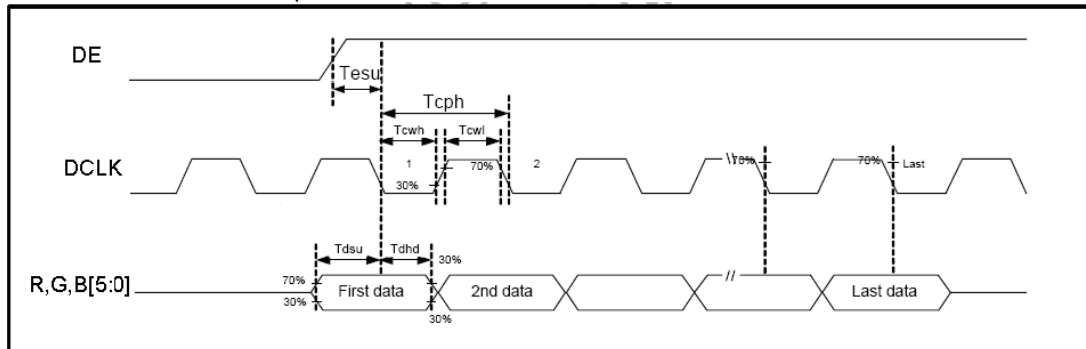 DE
Tesu
Tcph
Tcwh
Tcwl
DCLK
1
70%
2
70%
70%
Last
30%
Tdsu
Tdhd
30%
70%
R,G,B[5:0]
First data
2nd data
//
Last data
30%
30%